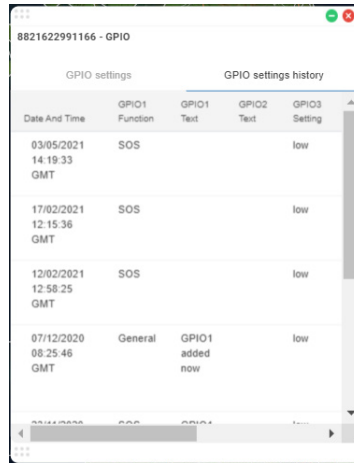 8821622991166 - GPIO
GPIO settings GPIO settings history
Date And Time GPIO1 Function GPIO1 Text GPIO2 Text GPIO3 Setting
03/05/2021 14:19:33 GMT SOS low
17/02/2021 12:15:36 GMT SOS low
12/02/2021 12:58:25 GMT SOS low
07/12/2020 08:25:46 GMT General GPIO1 added now low